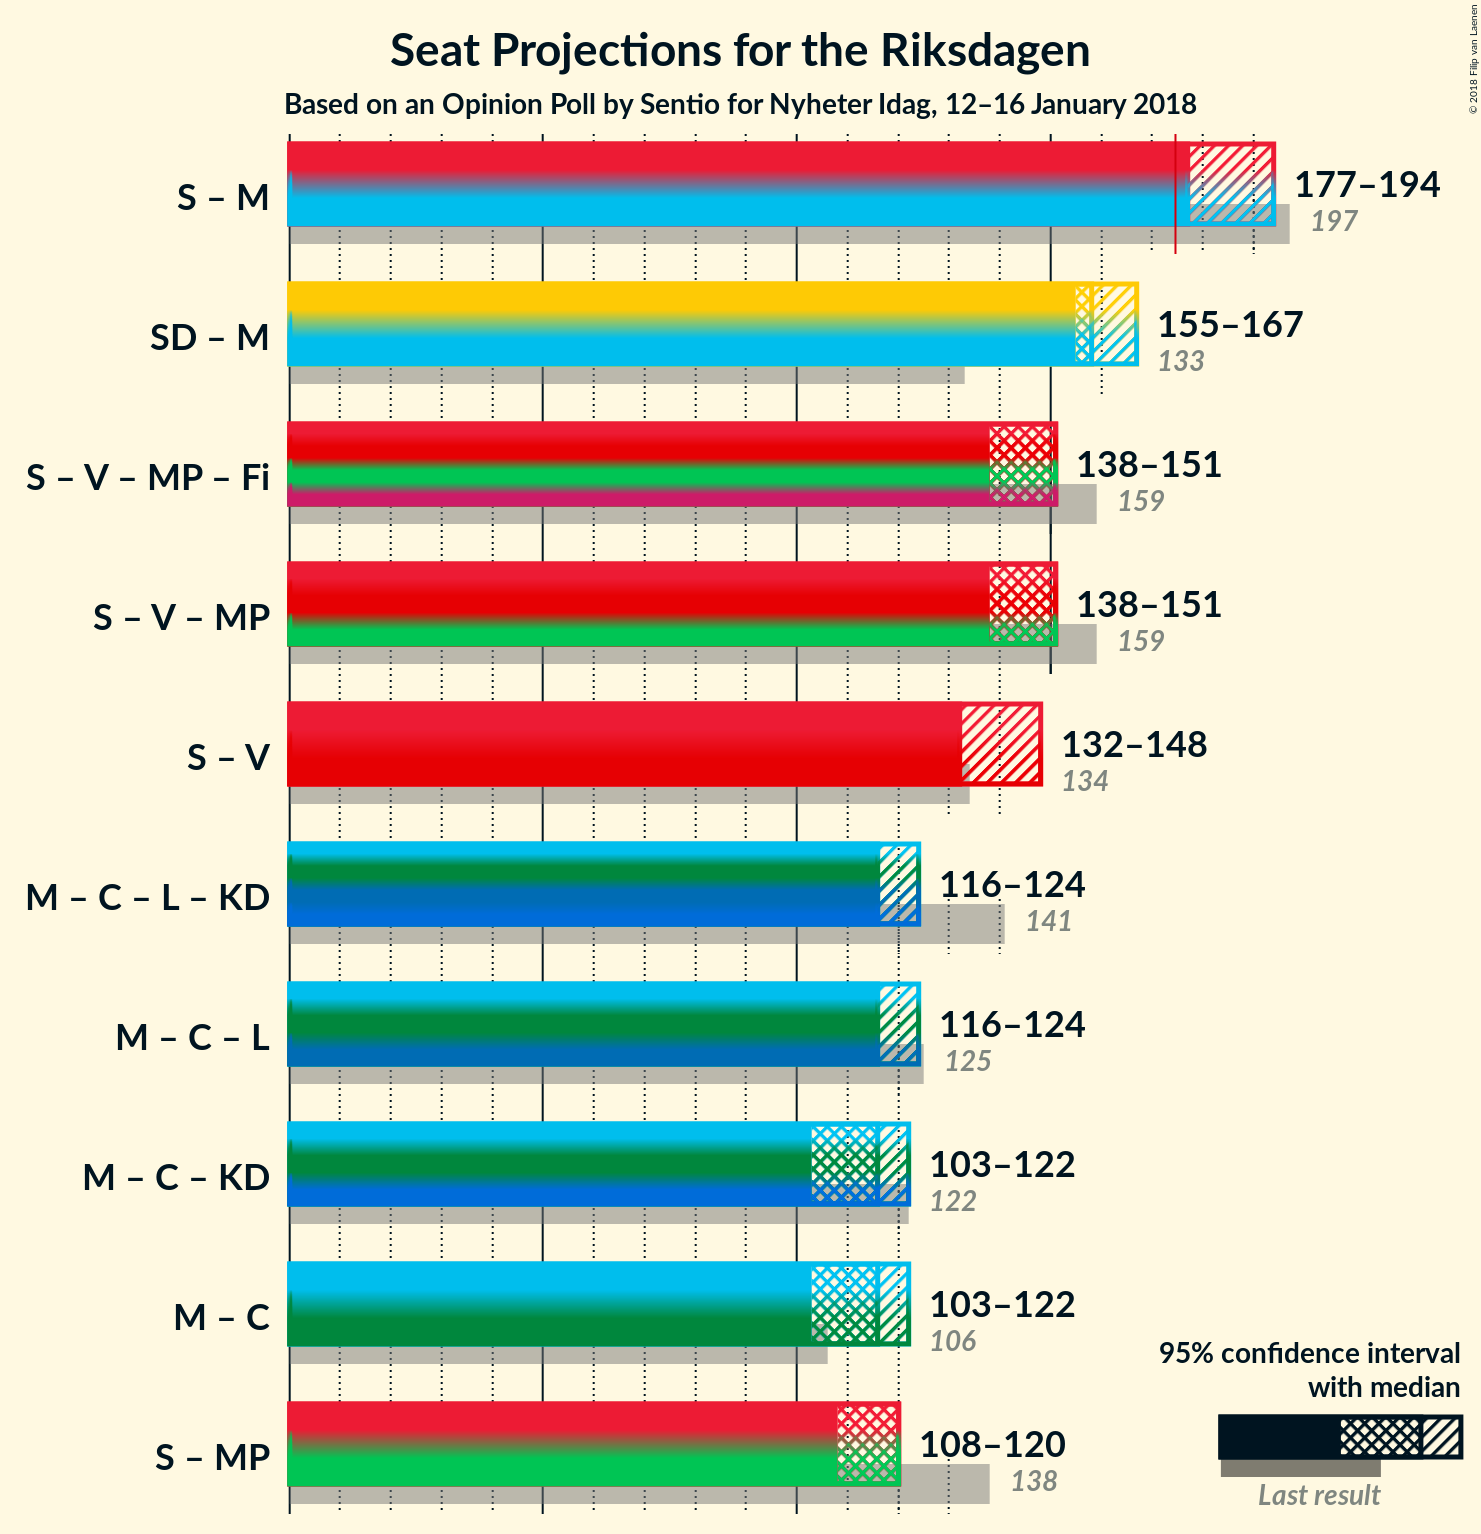 Seat Projections for the Riksdagen
Based on an Opinion Poll by Sentio for Nyheter Idag, 12–16 January 2018
© 2018 Filip van Laenen
S – M
177–194
197
SD – M
155–167
133
S – V – MP – Fi
138–151
159
S – V – MP
138–151
159
S – V
132–148
134
M – C – L – KD
116–124
141
M – C – L
116–124
125
M – C – KD
103–122
122
M – C
103–122
106
S – MP
108–120
138
95% confidence interval
with median
Last result